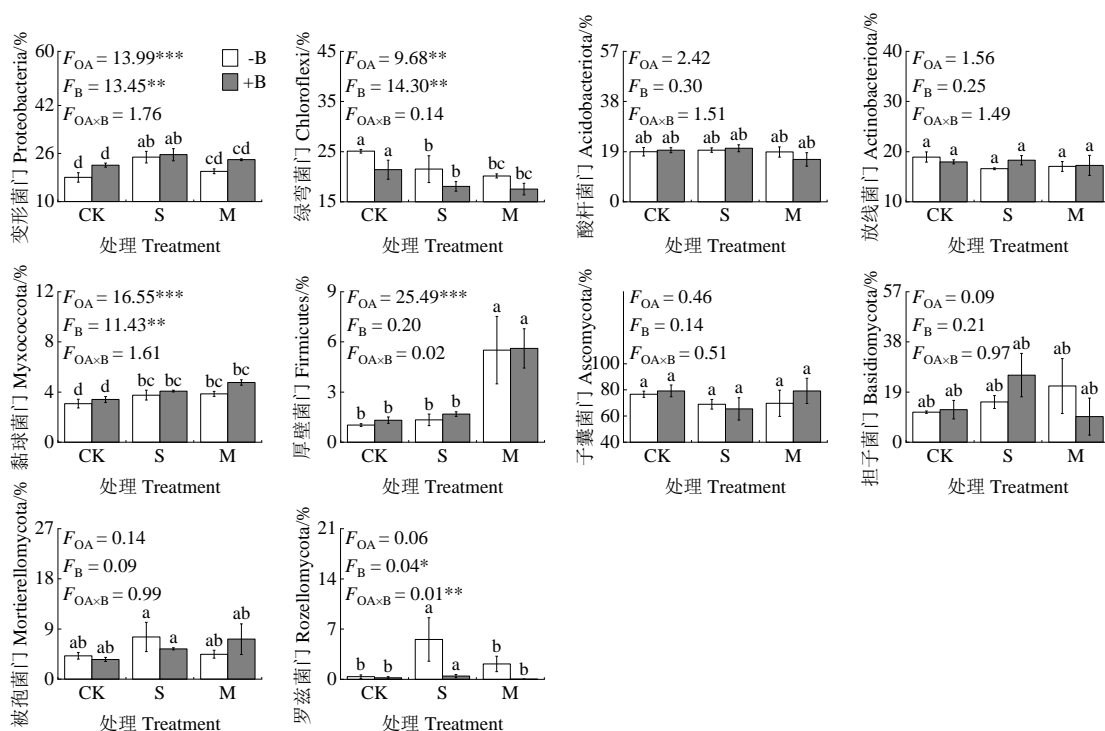 变形菌门 Proteobacteria/%
60
42
26
10
F_OA = 13.99***
F_B = 13.45**
F_OA×B = 1.76
-B
+B
d d ab ab cd cd
CK S M
处理 Treatment
绿弯菌门 Chloroflexi/%
45
35
25
15
F_OA = 9.68**
F_B = 14.30**
F_OA×B = 0.14
a a b b bc bc
CK S M
处理 Treatment
酸杆菌门 Acidobacteriota/%
57
38
19
0
F_OA = 2.42
F_B = 0.30
F_OA×B = 1.51
ab ab ab ab ab ab
CK S M
处理 Treatment
放线菌门 Actinobacteriota/%
40
30
20
10
F_OA = 1.56
F_B = 0.25
F_OA×B = 1.49
a a a a a a
CK S M
处理 Treatment
黏球菌门 Myxococcota/%
12
8
4
0
F_OA = 16.55***
F_B = 11.43**
F_OA×B = 1.61
d d bc bc bc bc
CK S M
处理 Treatment
厚壁菌门 Firmicutes/%
9
6
3
0
F_OA = 25.49***
F_B = 0.20
F_OA×B = 0.02
b b b b a a
CK S M
处理 Treatment
子囊菌门 Ascomycota/%
100
80
60
40
F_OA = 0.46
F_B = 0.14
F_OA×B = 0.51
a a a a a a
CK S M
处理 Treatment
担子菌门 Basidiomycota/%
57
38
19
0
F_OA = 0.09
F_B = 0.21
F_OA×B = 0.97
ab ab ab ab ab ab
CK S M
处理 Treatment
被孢菌门 Mortierellomycota/%
27
18
9
0
F_OA = 0.14
F_B = 0.09
F_OA×B = 0.99
ab ab a a ab ab
CK S M
处理 Treatment
罗兹菌门 Rozellomycota/%
21
14
7
0
F_OA = 0.06
F_B = 0.04*
F_OA×B = 0.01**
b b a a b b
CK S M
处理 Treatment